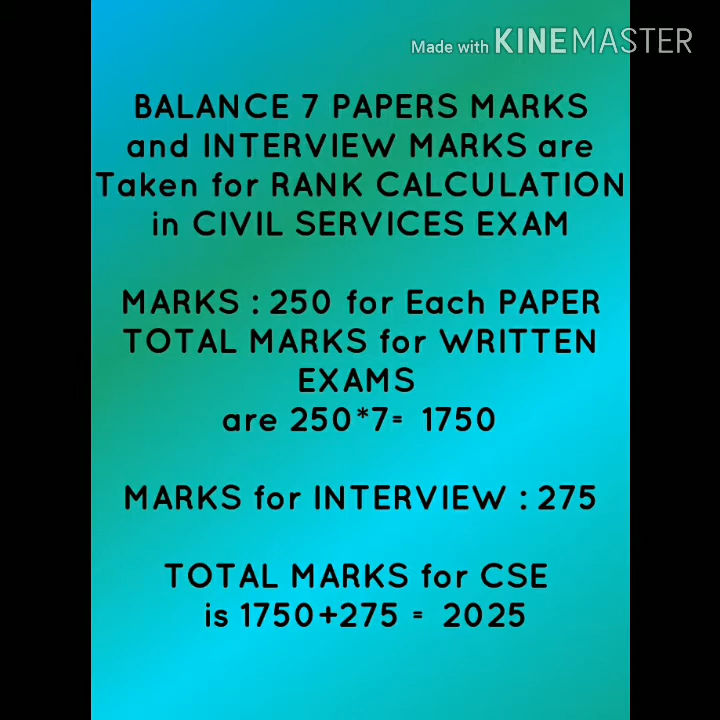 Made with KINEMASTER
BALANCE 7 PAPERS MARKS
and INTERVIEW MARKS are
Taken for RANK CALCULATION
in CIVIL SERVICES EXAM
MARKS : 250 for Each PAPER
TOTAL MARKS for WRITTEN
EXAMS
are 250*7= 1750
MARKS for INTERVIEW : 275
TOTAL MARKS for CSE
is 1750+275 = 2025